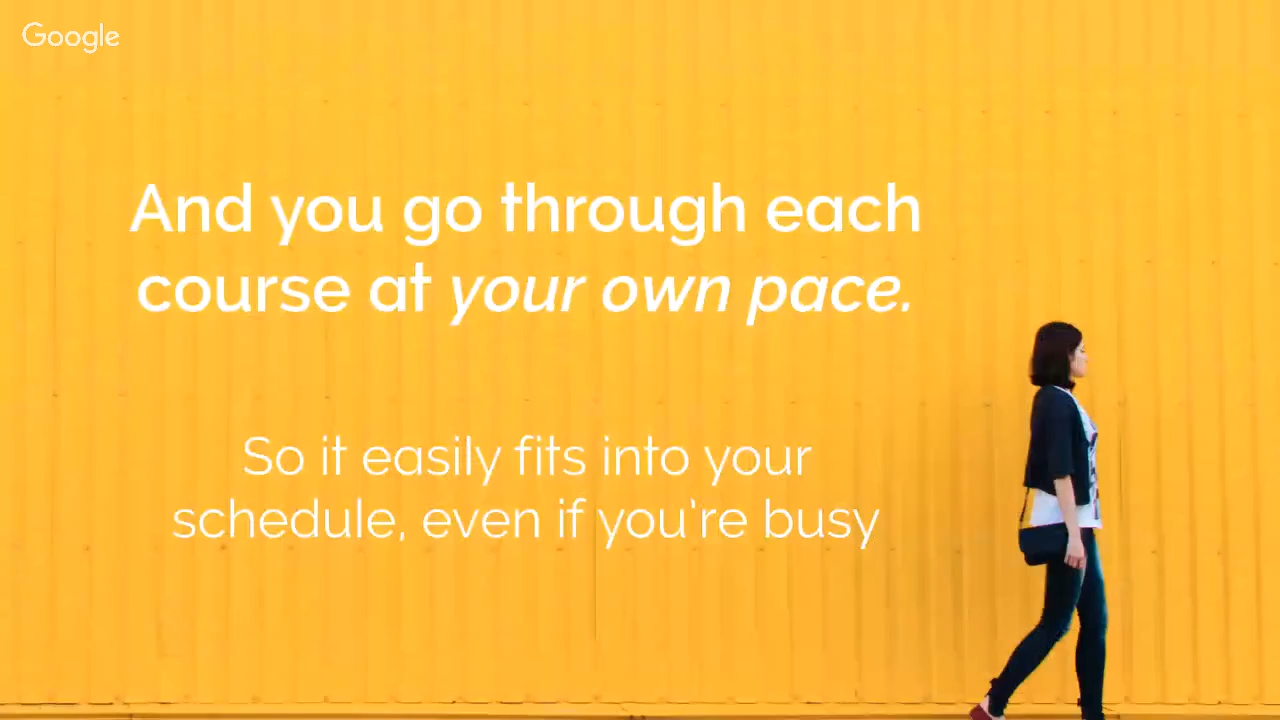 Google
And you go through each
course at your own pace.
So it easily fits into your
schedule, even if you're busy